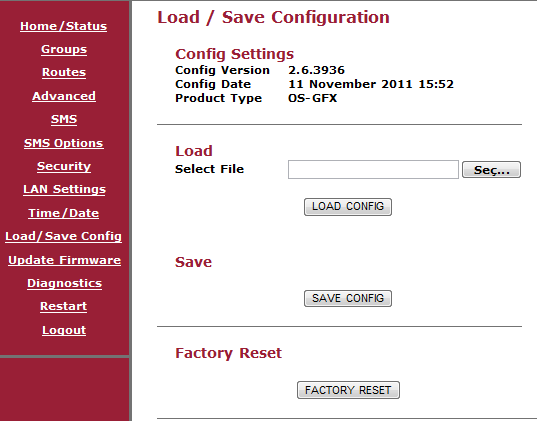 Home/Status
Groups
Routes
Advanced
SMS
SMS Options
Security
LAN Settings
Time/Date
Load/Save Config
Update Firmware
Diagnostics
Restart
Logout
Load / Save Configuration
Config Settings
Config Version 2.6.3936
Config Date 11 November 2011 15:52
Product Type OS-GFX
Load
Select File Seç...
LOAD CONFIG
Save
SAVE CONFIG
Factory Reset
FACTORY RESET